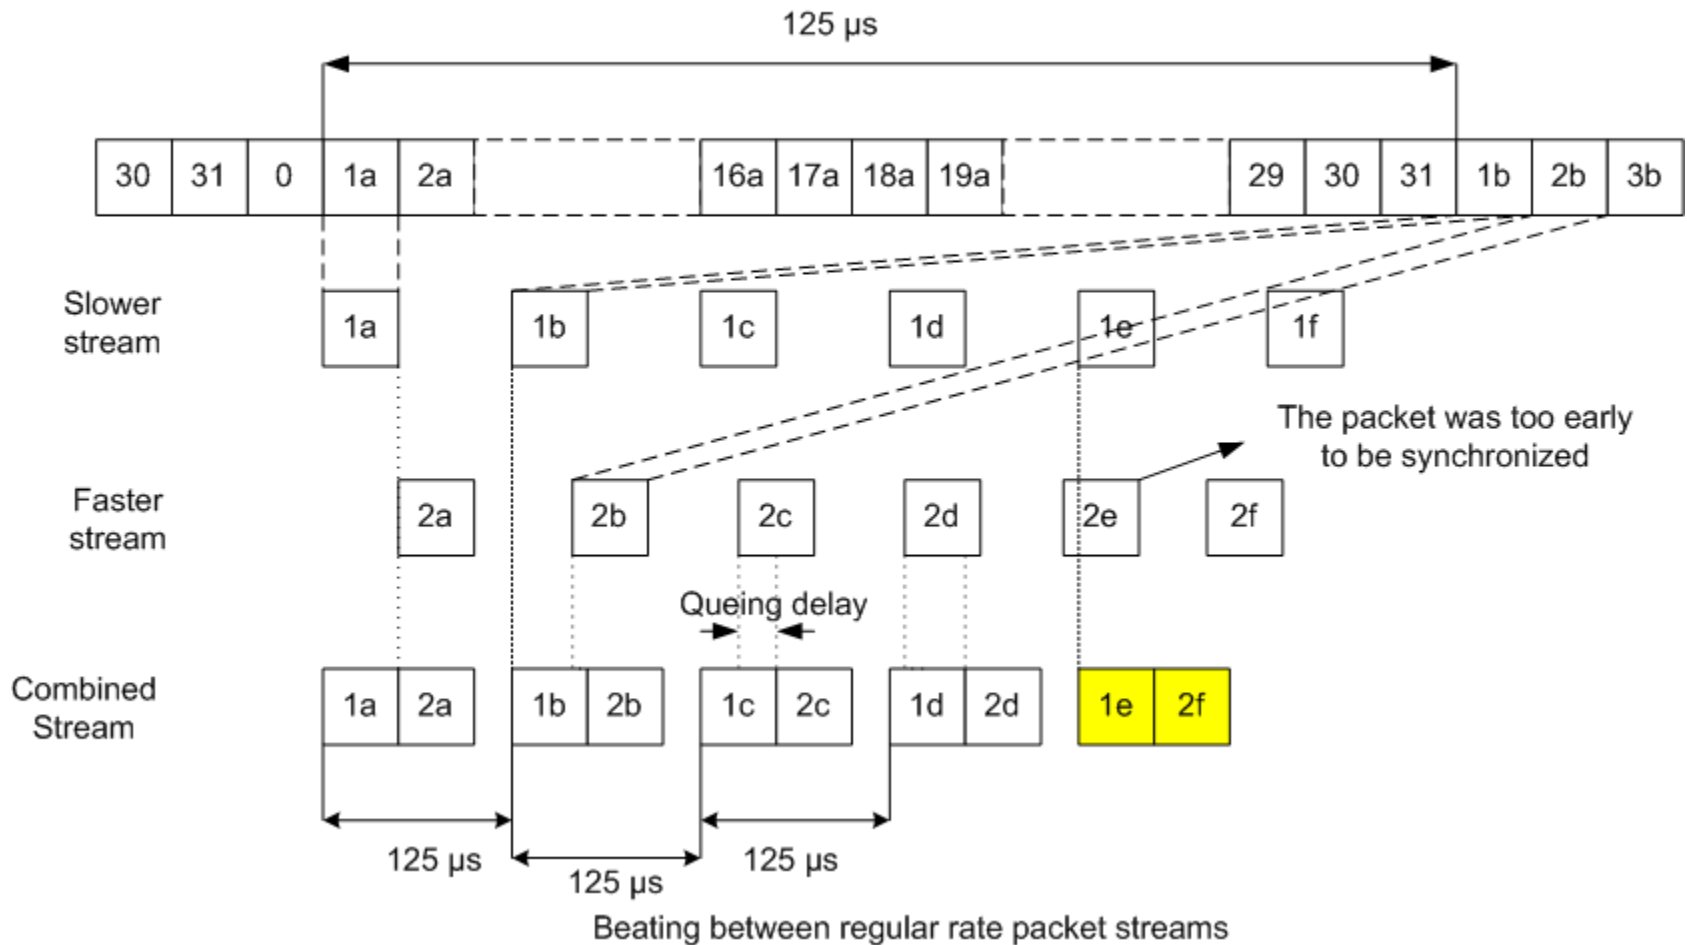 125 µs
30 31 0 1a 2a 16a 17a 18a 19a 29 30 31 1b 2b 3b
Slower
stream
1a 1b 1c 1d 1e 1f
The packet was too early
to be synchronized
Faster
stream
2a 2b 2c 2d 2e 2f
Queing delay
Combined
Stream
1a 2a 1b 2b 1c 2c 1d 2d 1e 2f
125 µs
125 µs
125 µs
Beating between regular rate packet streams